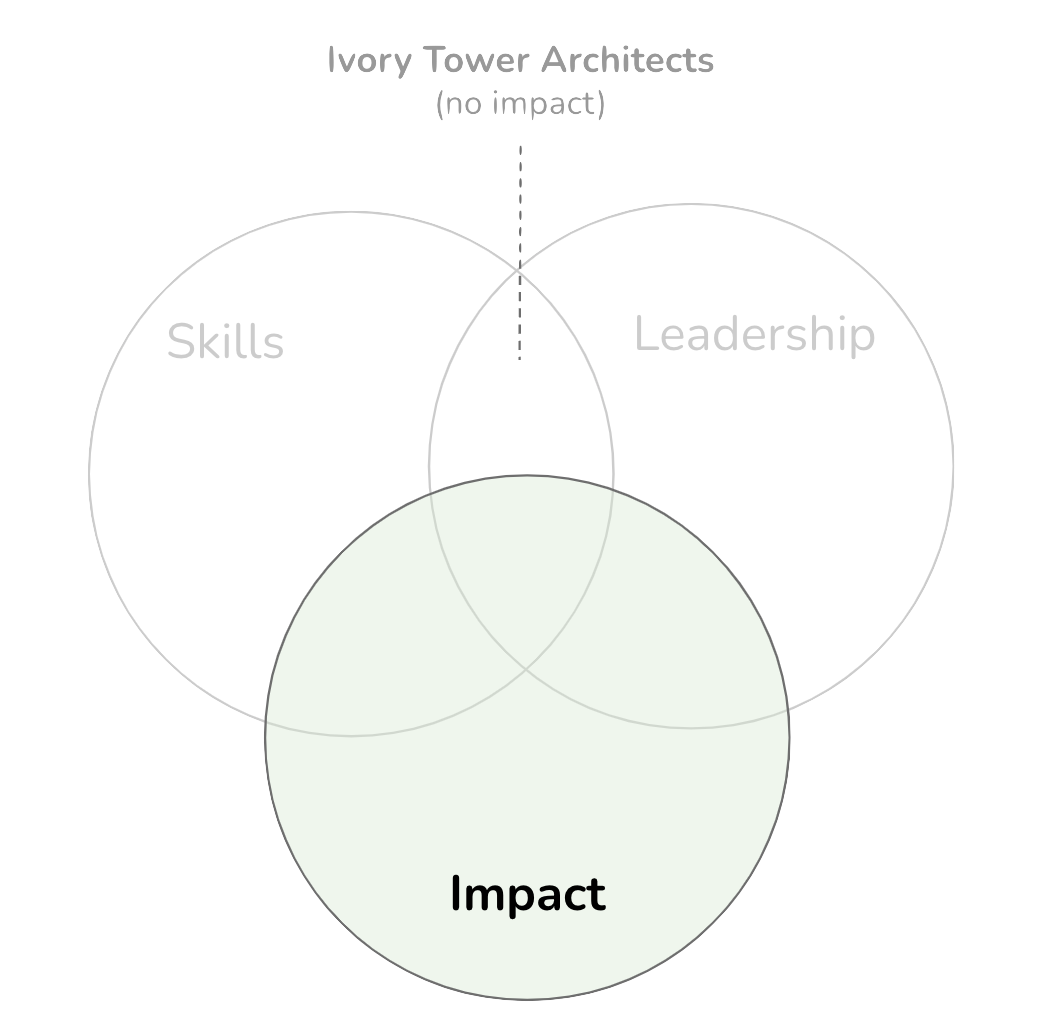 Ivory Tower Architects
(no impact)
Skills
Leadership
Impact